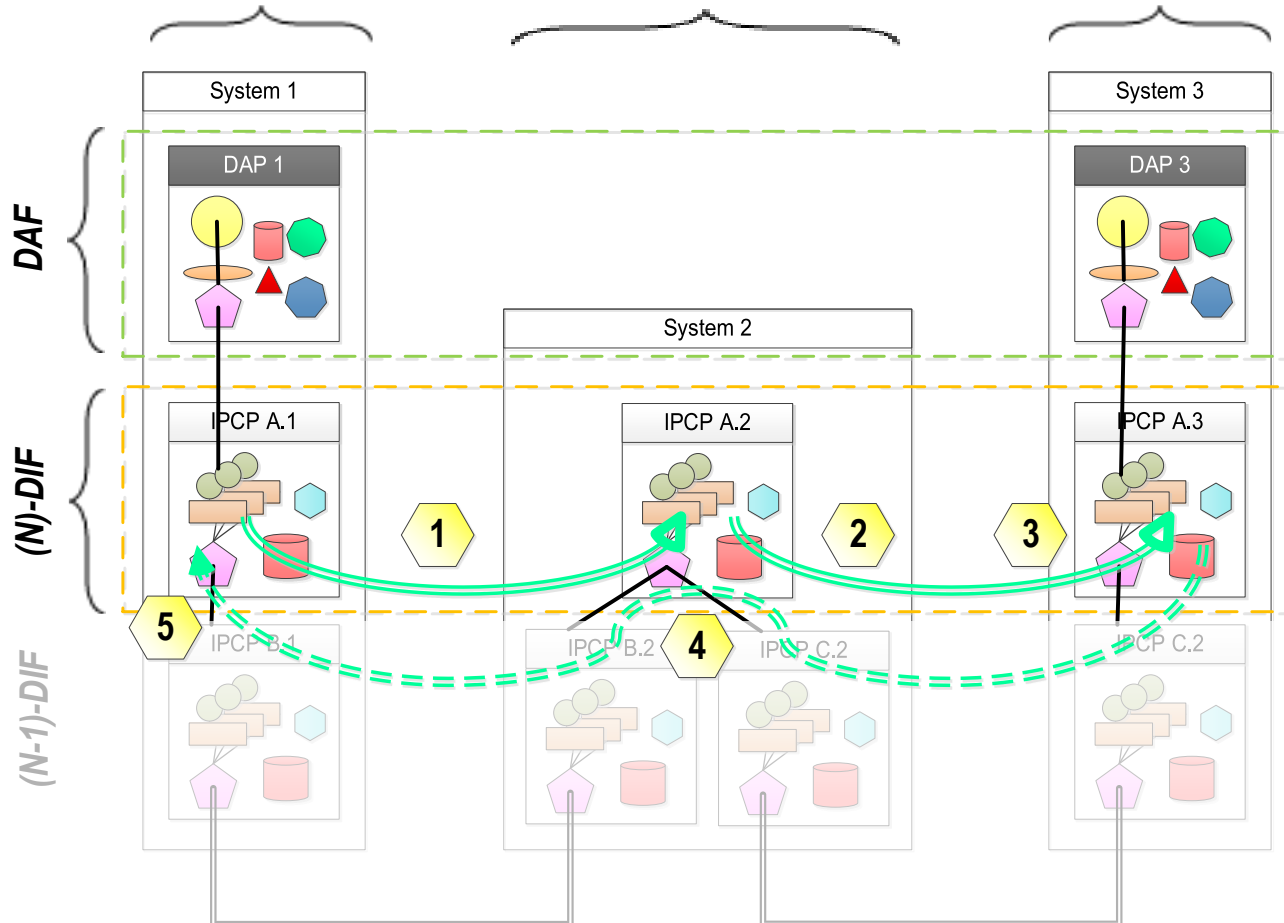 System 1
System 3
DAP 1
DAP 3
DAF
System 2
IPCP A.1
IPCP A.2
IPCP A.3
(N)-DIF
1
2
3
5
4
IPCP B.1
IPCP B.2
IPCP C.2
IPCP C.2
(N-1)-DIF